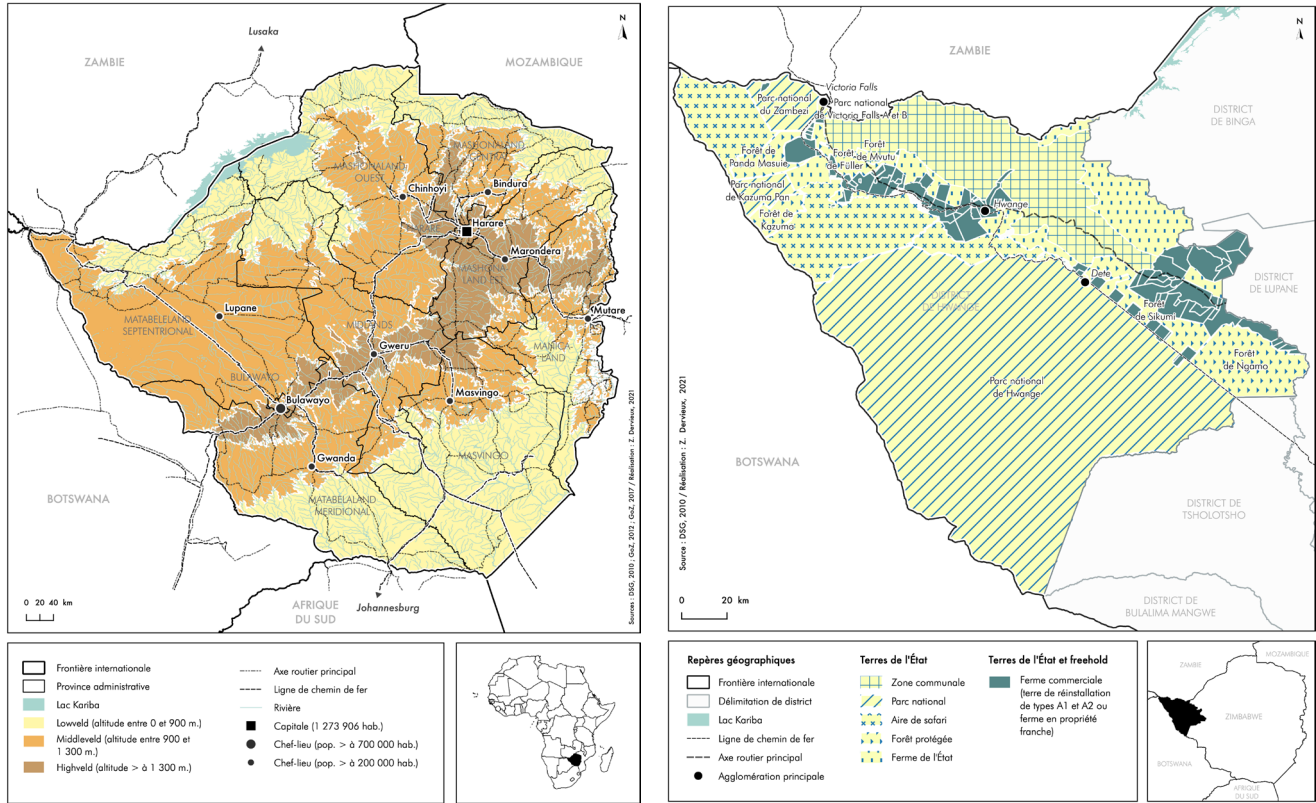 Lusaka
N
ZAMBIE
MOZAMBIQUE
MASHONALAND
CENTRAL
MASHONALAND
OUEST
Chinhoyi
Bindura
Harare
HARARE
Marondera
MASHONA-
LAND EST
Lupane
MATABELELAND
SEPTENTRIONAL
Mutare
MIDLANDS
MANICA-
LAND
Gweru
BULAWAYO
Bulawayo
Masvingo
Gwanda
MASVINGO
MATABELALAND
MERIDIONAL
BOTSWANA
AFRIQUE
DU SUD
Johannesburg
0 20 40 km
Sources : DSG, 2010 ; GoZ, 2012 ; GoZ, 2017 / Réalisation : Z. Dervieux, 2021
Frontière internationale
Province administrative
Lac Kariba
Lowveld (altitude entre 0 et 900 m.)
Middleveld (altitude entre 900 et
1 300 m.)
Highveld (altitude > à 1 300 m.)
Axe routier principal
Ligne de chemin de fer
Rivière
Capitale (1 273 906 hab.)
Chef-lieu (pop. > à 700 000 hab.)
Chef-lieu (pop. > à 200 000 hab.)
N
ZAMBIE
Victoria Falls
Parc national
du Zambezi
Parc national
de Victoria Falls A et B
DISTRICT
DE BINGA
Forêt de
Panda Masuie
Forêt
de Fuller
Forêt
de Mvutu
Parc national
de Kazuma Pan
Forêt de
Kazuma
Hwange
DISTRICT
DE HWANGE
Dete
DISTRICT
DE LUPANE
Forêt
de Sikumi
Forêt
de Ngamo
Parc national
de Hwange
BOTSWANA
DISTRICT DE
TSHOLOTSHO
DISTRICT DE
BULALIMA MANGWE
Source : DSG, 2010 / Réalisation : Z. Dervieux, 2021
0 20 km
Repères géographiques
Frontière internationale
Délimitation de district
Lac Kariba
Ligne de chemin de fer
Axe routier principal
Agglomération principale
Terres de l'État
Zone communale
Parc national
Aire de safari
Forêt protégée
Ferme de l'État
Terres de l'État et freehold
Ferme commerciale
(terre de réinstallation
de types A1 et A2 ou
ferme en propriété
franche)
ZAMBIE
MOZAMBIQUE
ZIMBABWE
BOTSWANA
AFRIQUE
DU SUD